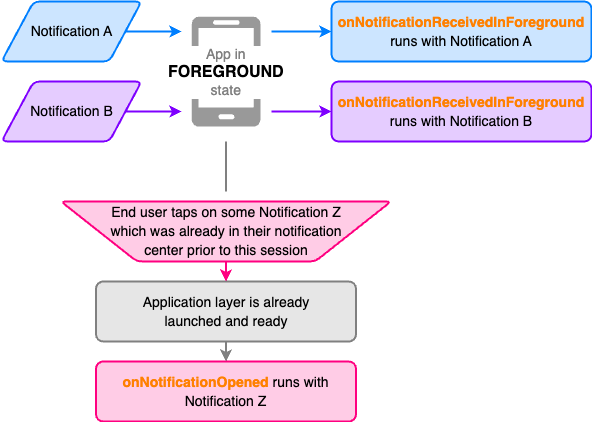 Notification A
App in
FOREGROUND
state
onNotificationReceivedInForeground
runs with Notification A
Notification B
onNotificationReceivedInForeground
runs with Notification B
End user taps on some Notification Z
which was already in their notification
center prior to this session
Application layer is already
launched and ready
onNotificationOpened runs with
Notification Z